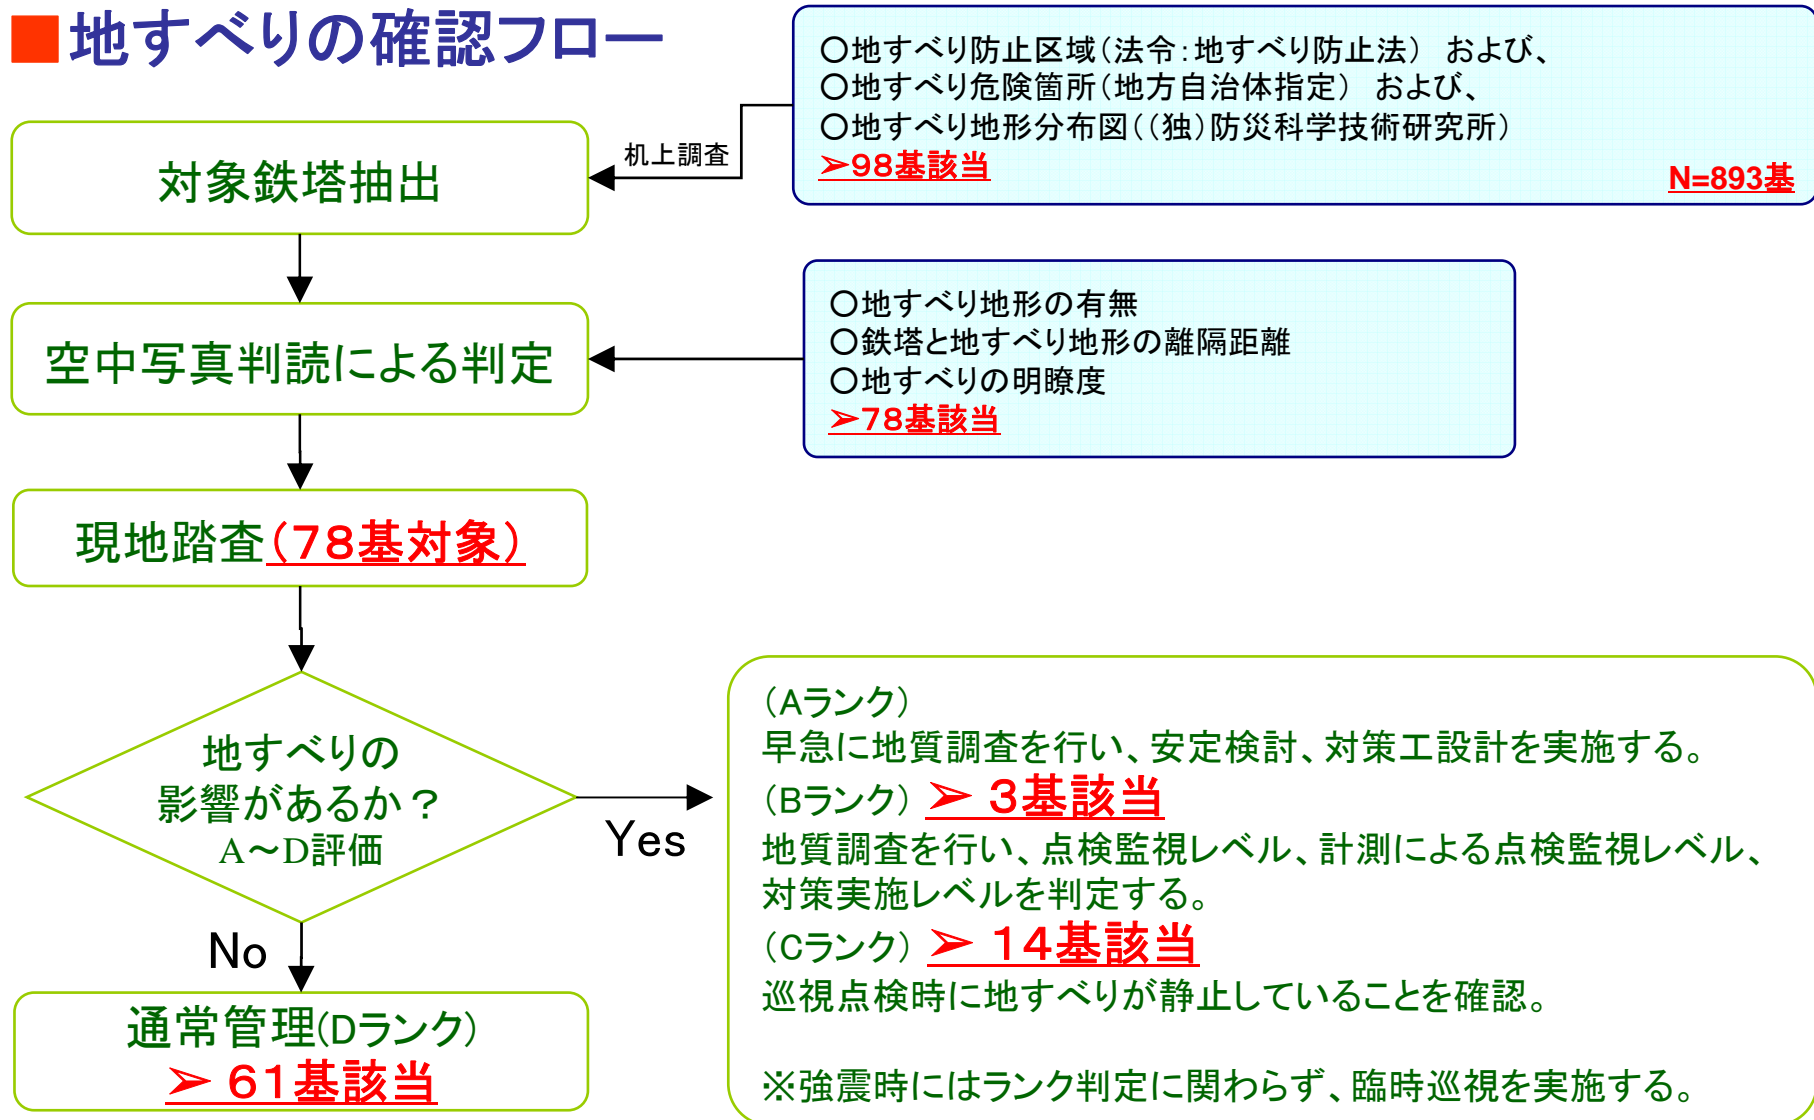 ■地すべりの確認フロー
○地すべり防止区域(法令:地すべり防止法) および、
○地すべり危険箇所(地方自治体指定) および、
○地すべり地形分布図((独)防災科学技術研究所)
➢98基該当
N=893基
机上調査
対象鉄塔抽出
○地すべり地形の有無
○鉄塔と地すべり地形の離隔距離
○地すべりの明瞭度
➢78基該当
空中写真判読による判定
現地踏査(78基対象)
地すべりの
影響があるか?
A~D評価
Yes
No
(Aランク)
早急に地質調査を行い、安定検討、対策工設計を実施する。
(Bランク) ➢ 3基該当
地質調査を行い、点検監視レベル、計測による点検監視レベル、
対策実施レベルを判定する。
(Cランク) ➢ 14基該当
巡視点検時に地すべりが静止していることを確認。
※強震時にはランク判定に関わらず、臨時巡視を実施する。
通常管理(Dランク)
➢ 61基該当